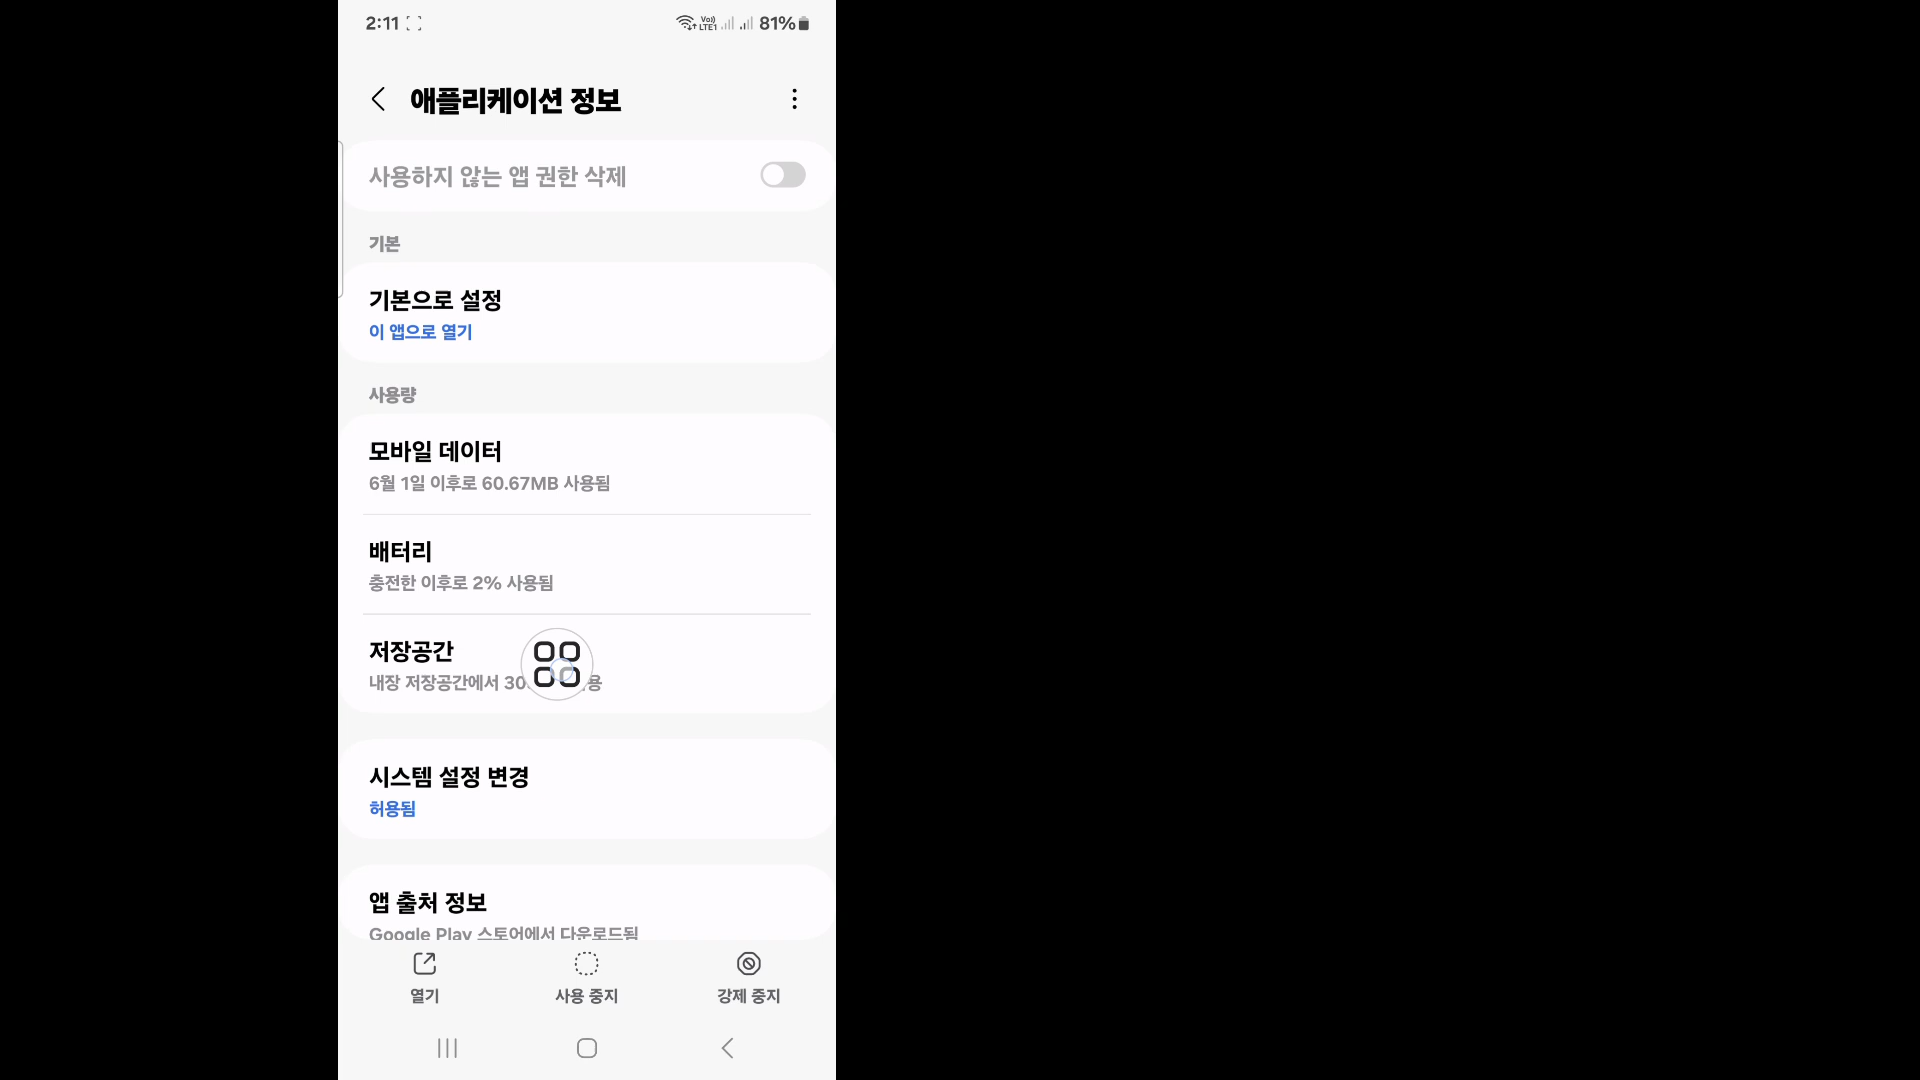 2:11 Vo)) LTE1 81%
애플리케이션 정보
사용하지 않는 앱 권한 삭제
기본
기본으로 설정
이 앱으로 열기
사용량
모바일 데이터
6월 1일 이후로 60.67MB 사용됨
배터리
충전한 이후로 2% 사용됨
저장공간
내장 저장공간에서
시스템 설정 변경
허용됨
앱 출처 정보
Google Play 스토어에서 다운로드됨
열기 사용 중지 강제 중지